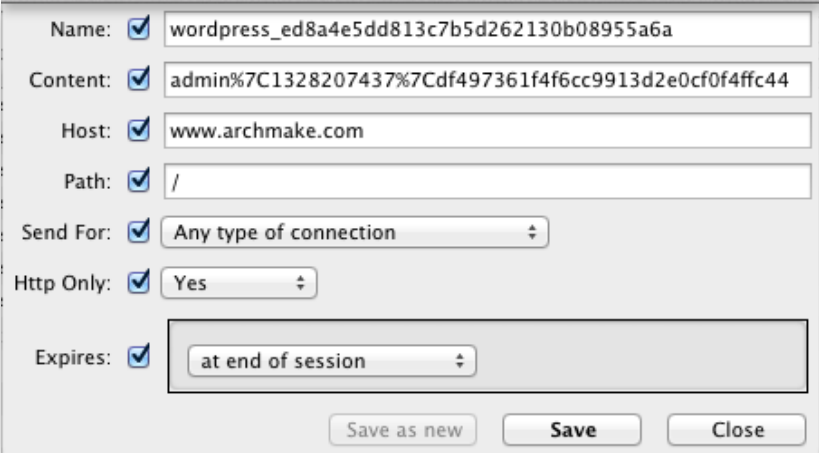 Name: wordpress_ed8a4e5dd813c7b5d262130b08955a6a
Content: admin%7C1328207437%7Cdf497361f4f6cc9913d2e0cf0f4ffc44
Host: www.archmake.com
Path: /
Send For: Any type of connection
Http Only: Yes
Expires: at end of session
Save as new Save Close